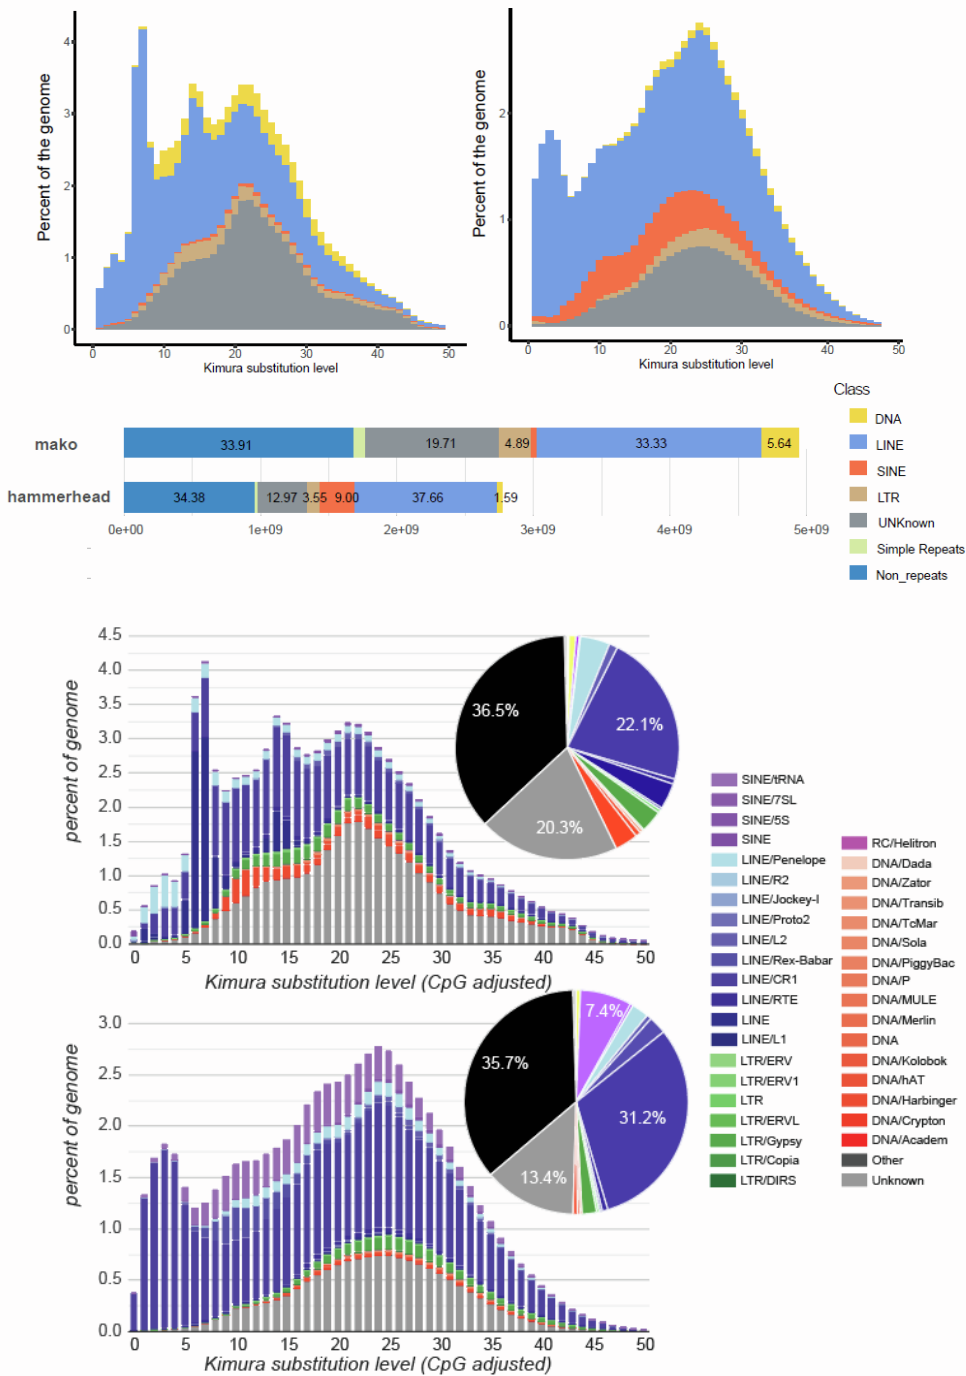 Percent of the genome
4
3
2
1
0
0 10 20 30 40 50
Kimura substitution level
Percent of the genome
2
1
0
0 10 20 30 40 50
Kimura substitution level
Class
DNA
LINE
SINE
LTR
UNKnown
Simple Repeats
Non_repeats
mako
33.91 19.71 4.89 33.33 5.64
hammerhead
34.38 12.97 3.55 9.00 37.66 1.59
0e+00 1e+09 2e+09 3e+09 4e+09 5e+09
percent of genome
4.5
4.0
3.5
3.0
2.5
2.0
1.5
1.0
0.5
0.0
0 5 10 15 20 25 30 35 40 45 50
Kimura substitution level (CpG adjusted)
36.5%
22.1%
20.3%
percent of genome
3.0
2.5
2.0
1.5
1.0
0.5
0.0
0 5 10 15 20 25 30 35 40 45 50
Kimura substitution level (CpG adjusted)
7.4%
35.7%
31.2%
13.4%
SINE/tRNA
SINE/7SL
SINE/5S
SINE
LINE/Penelope
LINE/R2
LINE/Jockey-I
LINE/Proto2
LINE/L2
LINE/Rex-Babar
LINE/CR1
LINE/RTE
LINE
LINE/L1
LTR/ERV
LTR/ERV1
LTR
LTR/ERVL
LTR/Gypsy
LTR/Copia
LTR/DIRS
RC/Helitron
DNA/Dada
DNA/Zator
DNA/Transib
DNA/TcMar
DNA/Sola
DNA/PiggyBac
DNA/P
DNA/MULE
DNA/Merlin
DNA
DNA/Kolobok
DNA/hAT
DNA/Harbinger
DNA/Crypton
DNA/Academ
Other
Unknown